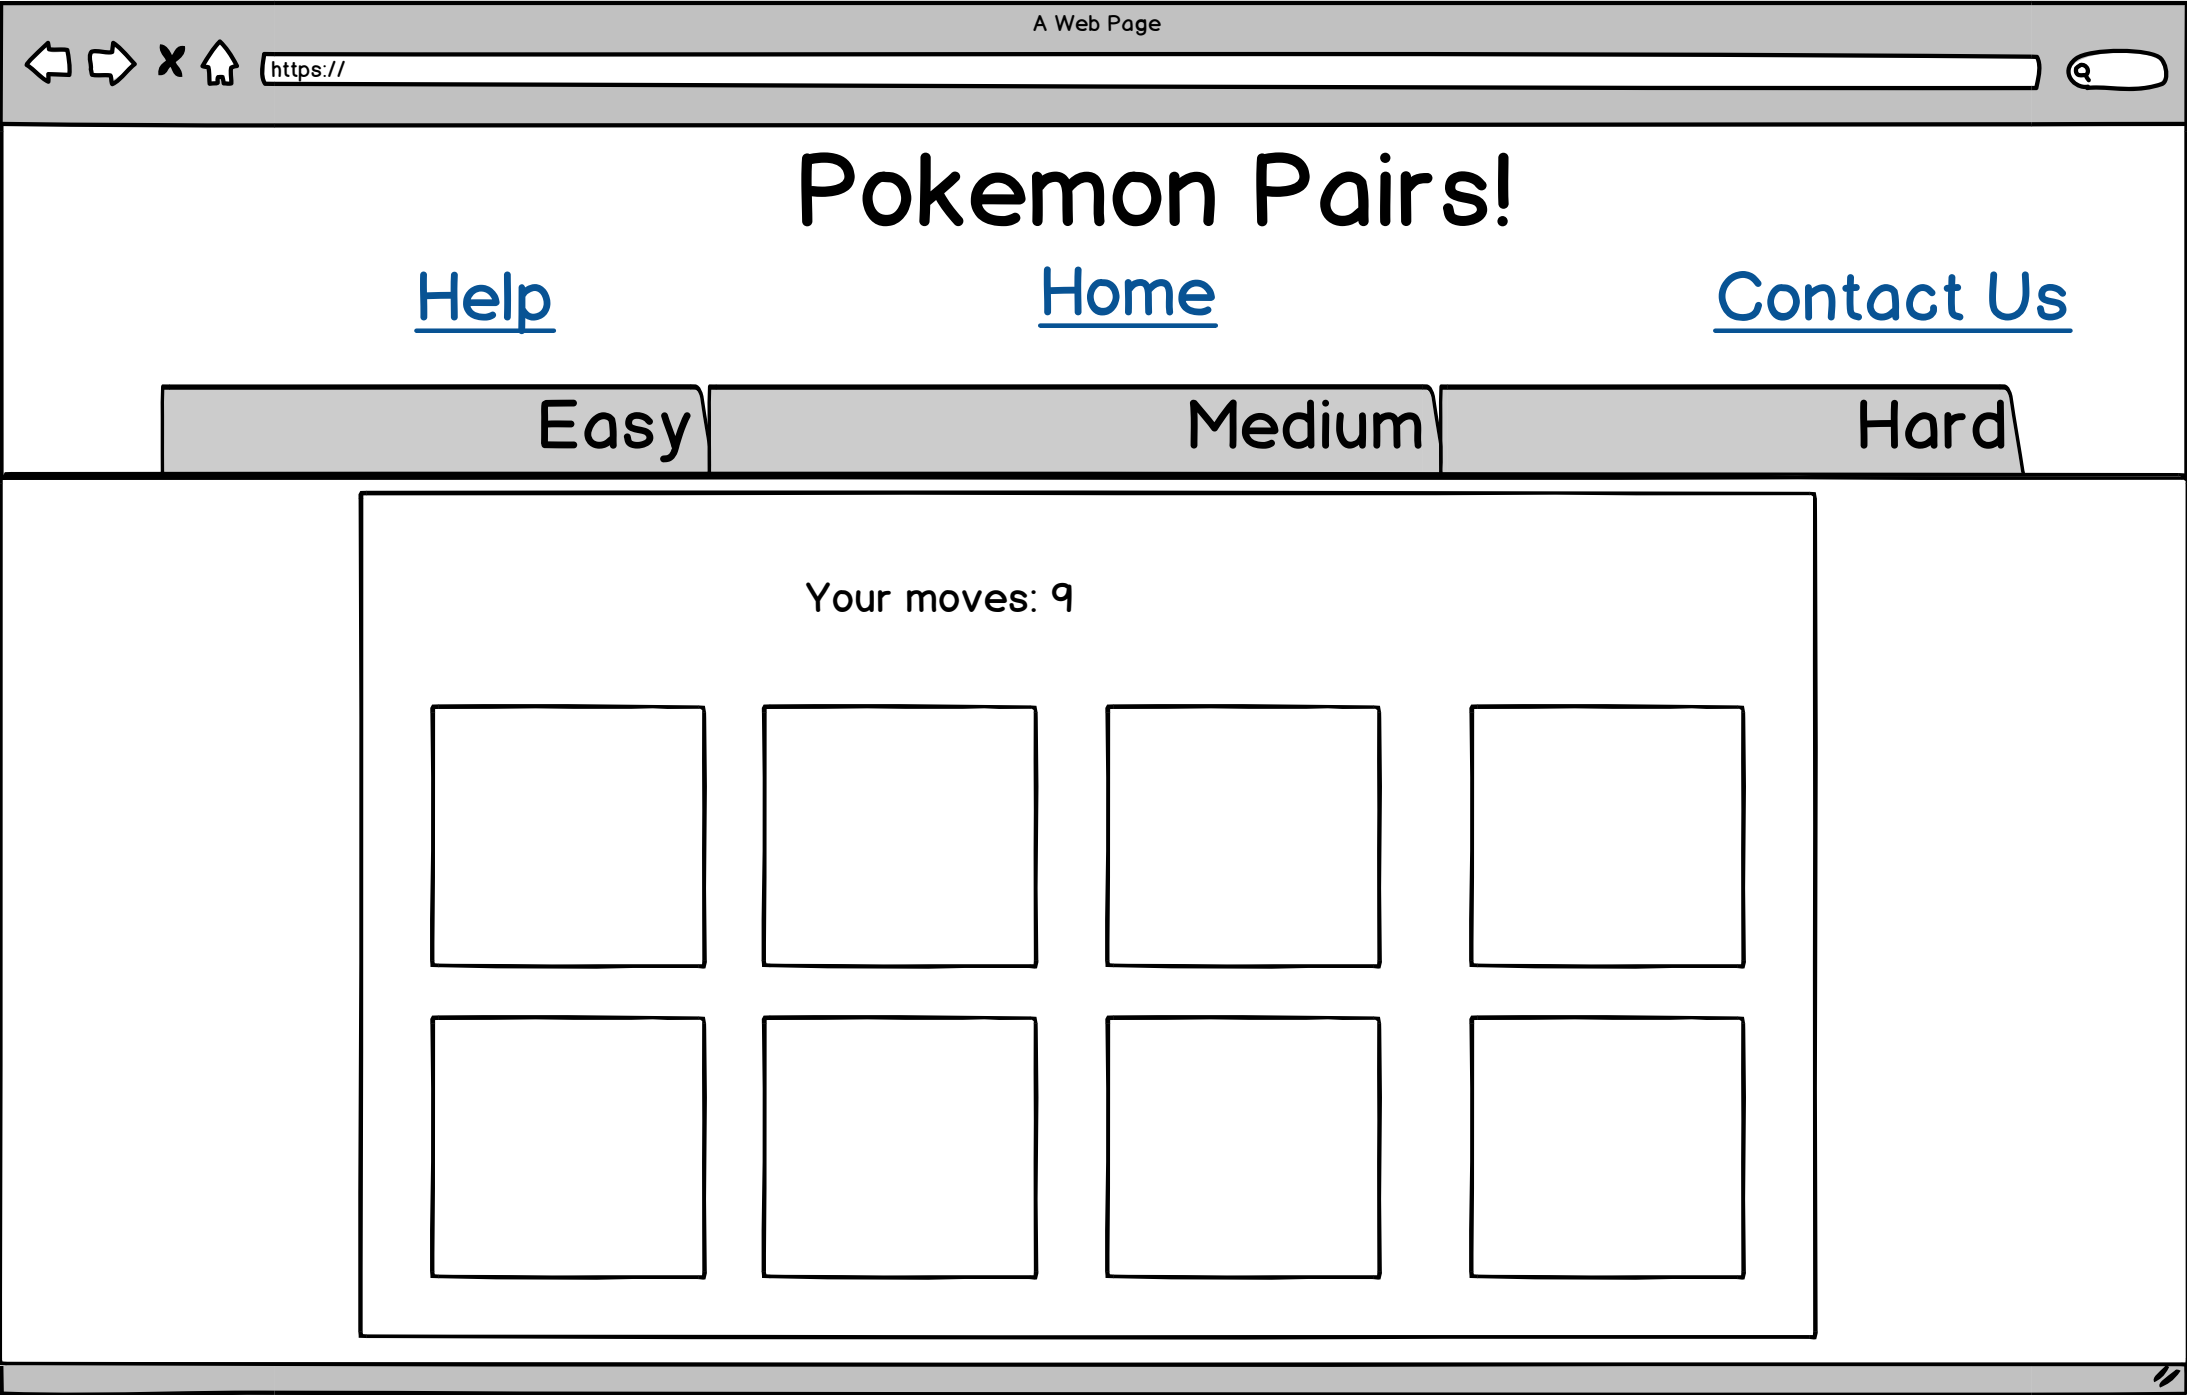 A Web Page
https://
Pokemon Pairs!
Help Home Contact Us
Easy Medium Hard
Your moves: 9